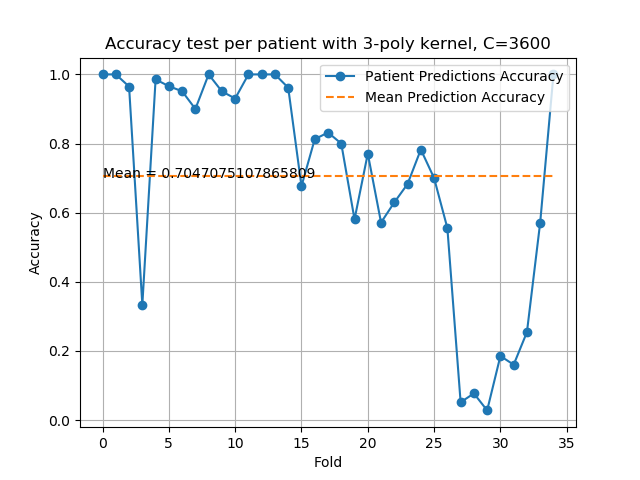 Accuracy test per patient with 3-poly kernel, C=3600
Patient Predictions Accuracy
Mean Prediction Accuracy
Mean = 0.7047075107865809
Accuracy
1.0
0.8
0.6
0.4
0.2
0.0
0 5 10 15 20 25 30 35
Fold